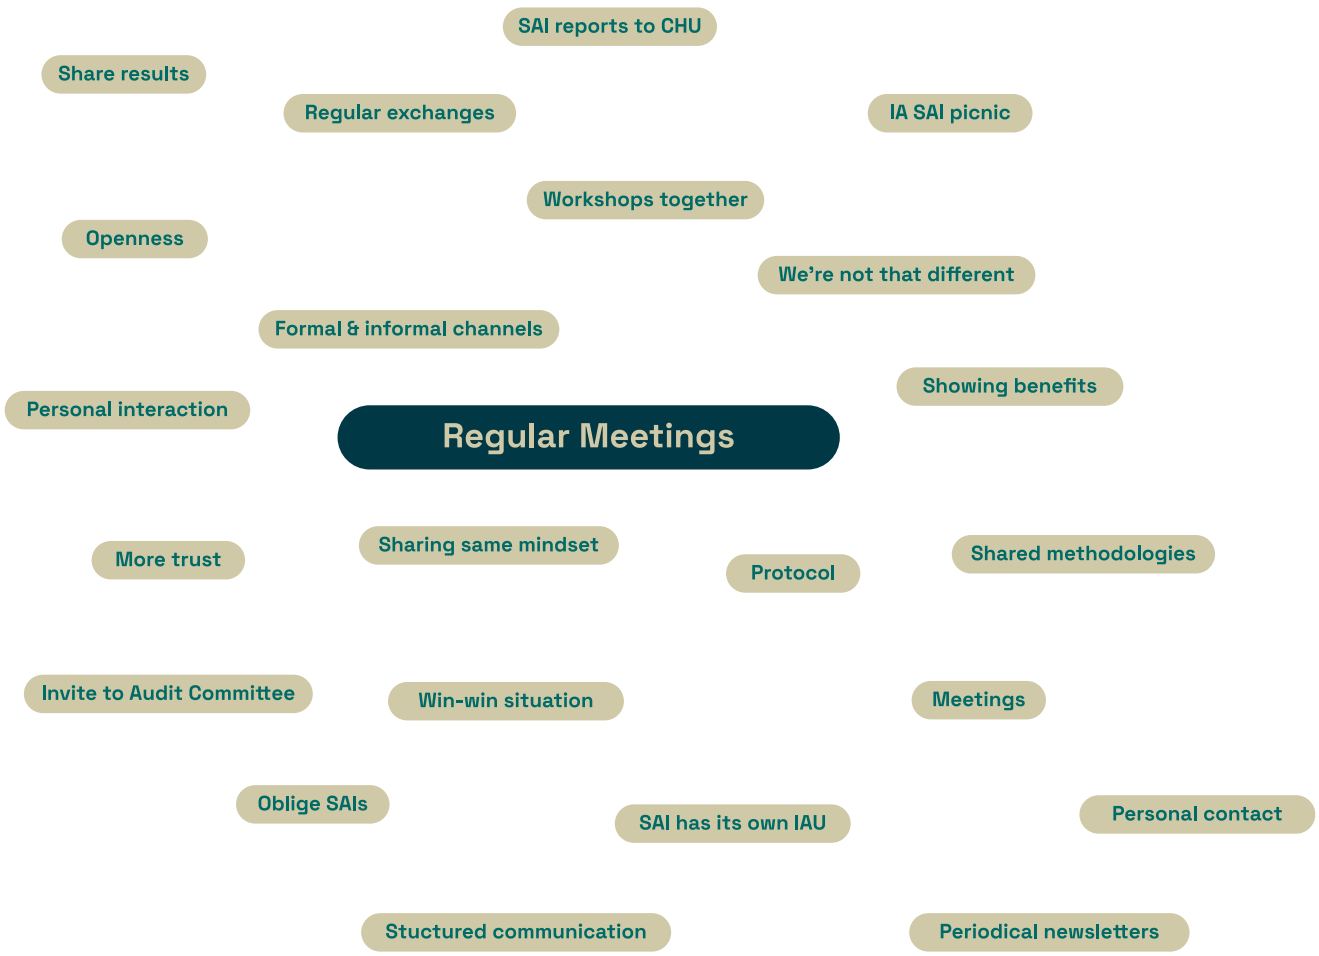 SAI reports to CHU
Share results
Regular exchanges
IA SAI picnic
Workshops together
Openness
We're not that different
Formal & informal channels
Showing benefits
Personal interaction
Regular Meetings
Sharing same mindset
Shared methodologies
More trust
Protocol
Invite to Audit Committee
Win-win situation
Meetings
Oblige SAIs
Personal contact
SAI has its own IAU
Stuctured communication
Periodical newsletters